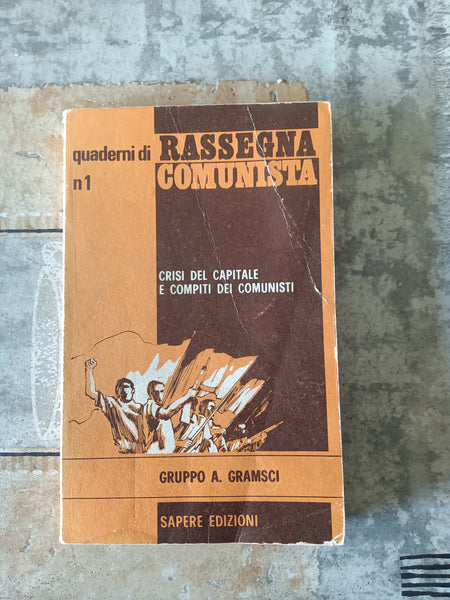 quaderni di
n1
RASSEGNA
COMUNISTA
CRISI DEL CAPITALE
E COMPITI DEI COMUNISTI
GRUPPO A. GRAMSCI
SAPERE EDIZIONI